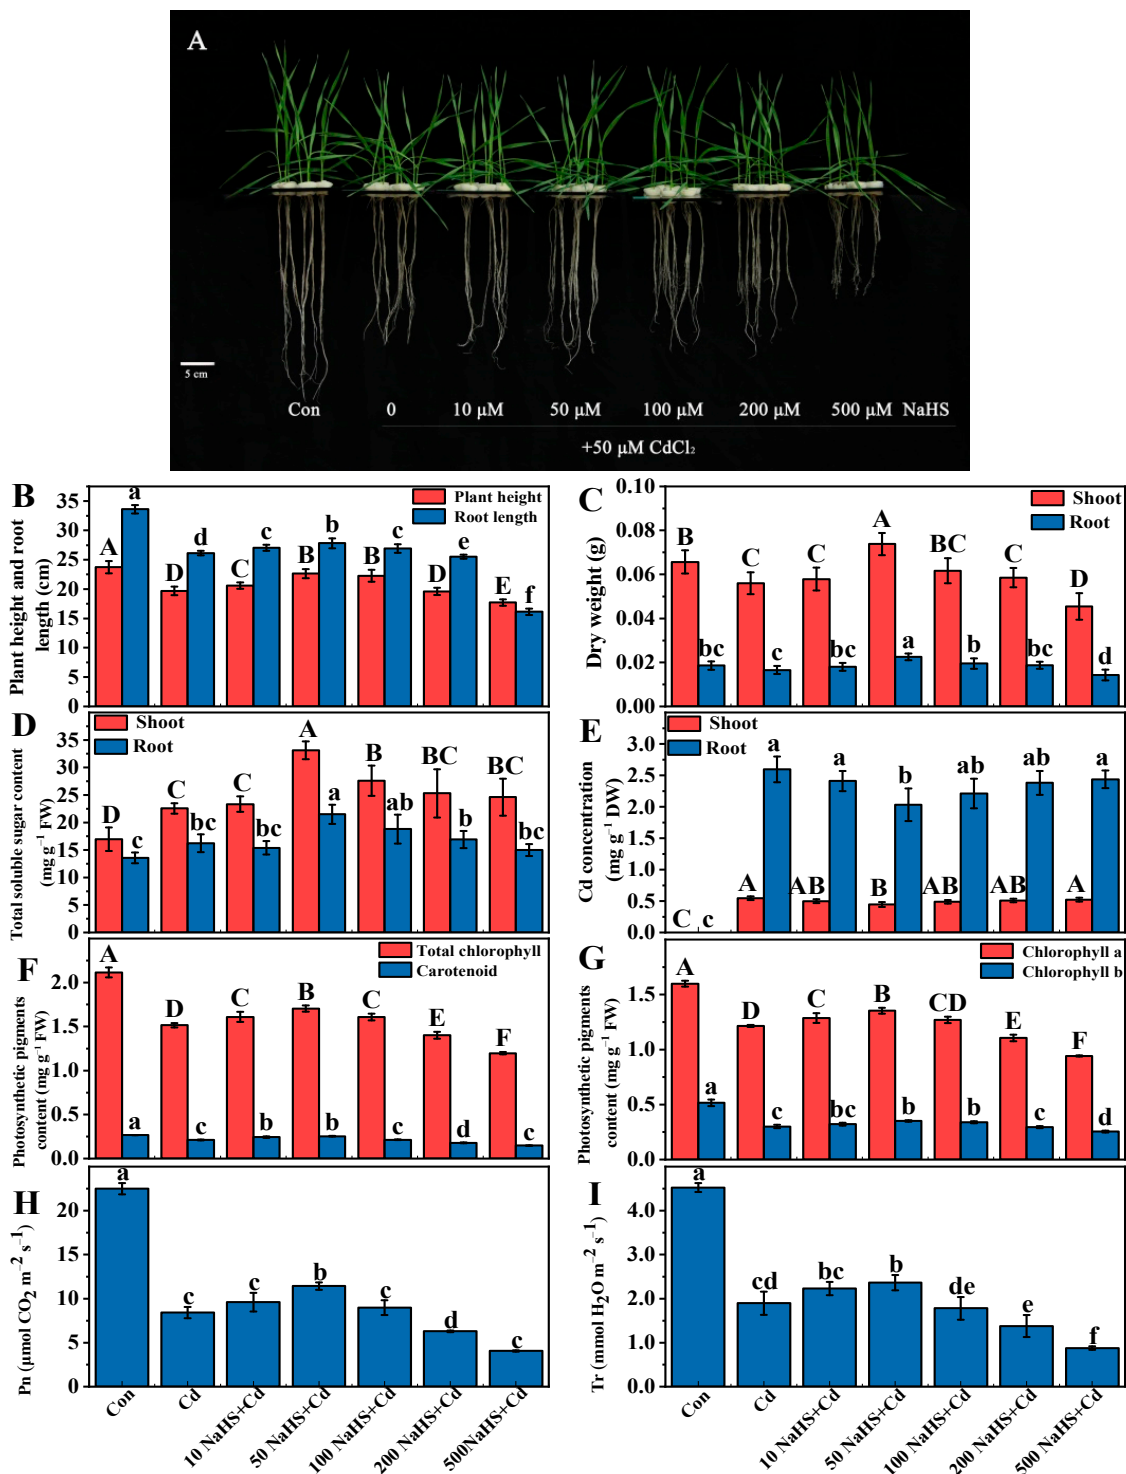 A
5 cm
Con 0 10 μM 50 μM 100 μM 200 μM 500 μM NaHS
+50 μM CdCl₂
B
Plant height and root
length (cm)
35
30
25
20
15
10
5
0
Plant height
Root length
A a D d C c B b B c D e E f
C
Dry weight (g)
0.10
0.08
0.06
0.04
0.02
0.00
Shoot
Root
B bc C c C bc A a BC b C bc D d
D
Total soluble sugar content
(mg g⁻¹ FW)
35
30
25
20
15
10
5
0
Shoot
Root
D c C bc C bc A a B ab BC b BC bc
E
Cd concentration
(mg g⁻¹ DW)
3.0
2.5
2.0
1.5
1.0
0.5
0.0
Shoot
Root
C c A a AB a B b AB ab AB ab A a
F
Photosynthetic pigments
content (mg g⁻¹ FW)
2.0
1.5
1.0
0.5
0.0
Total chlorophyll
Carotenoid
A a D c C b B b C c E d F c
G
Photosynthetic pigments
content (mg g⁻¹ FW)
1.5
1.0
0.5
0.0
Chlorophyll a
Chlorophyll b
A a D c C bc B b CD b E c F d
H
Pn (μmol CO₂ m⁻² s⁻¹)
20
15
10
5
0
a c c b c d c
Con Cd 10 NaHS+Cd 50 NaHS+Cd 100 NaHS+Cd 200 NaHS+Cd 500NaHS+Cd
I
Tr (mmol H₂O m⁻² s⁻¹)
4.0
3.0
2.0
1.0
0.0
a cd bc b de e f
Con Cd 10 NaHS+Cd 50 NaHS+Cd 100 NaHS+Cd 200 NaHS+Cd 500 NaHS+Cd